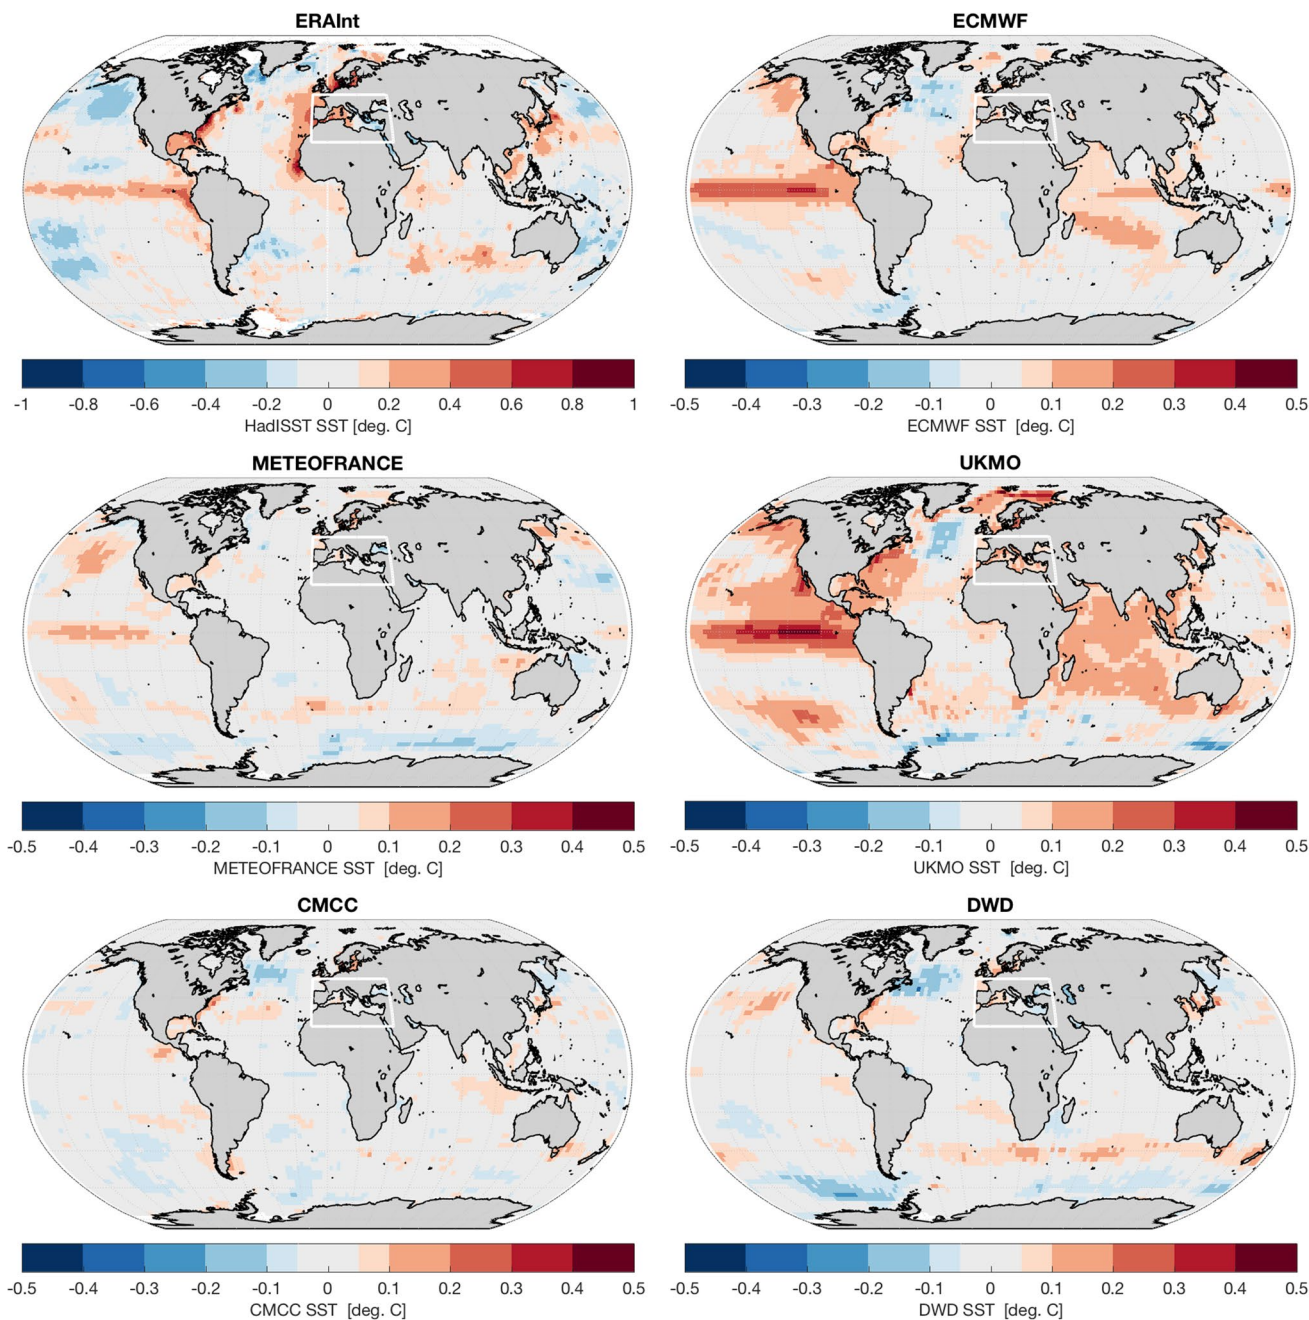 ERAInt
ECMWF
-1 -0.8 -0.6 -0.4 -0.2 0 0.2 0.4 0.6 0.8 1
HadISST SST [deg. C]
-0.5 -0.4 -0.3 -0.2 -0.1 0 0.1 0.2 0.3 0.4 0.5
ECMWF SST [deg. C]
METEOFRANCE
UKMO
-0.5 -0.4 -0.3 -0.2 -0.1 0 0.1 0.2 0.3 0.4 0.5
METEOFRANCE SST [deg. C]
-0.5 -0.4 -0.3 -0.2 -0.1 0 0.1 0.2 0.3 0.4 0.5
UKMO SST [deg. C]
CMCC
DWD
-0.5 -0.4 -0.3 -0.2 -0.1 0 0.1 0.2 0.3 0.4 0.5
CMCC SST [deg. C]
-0.5 -0.4 -0.3 -0.2 -0.1 0 0.1 0.2 0.3 0.4 0.5
DWD SST [deg. C]